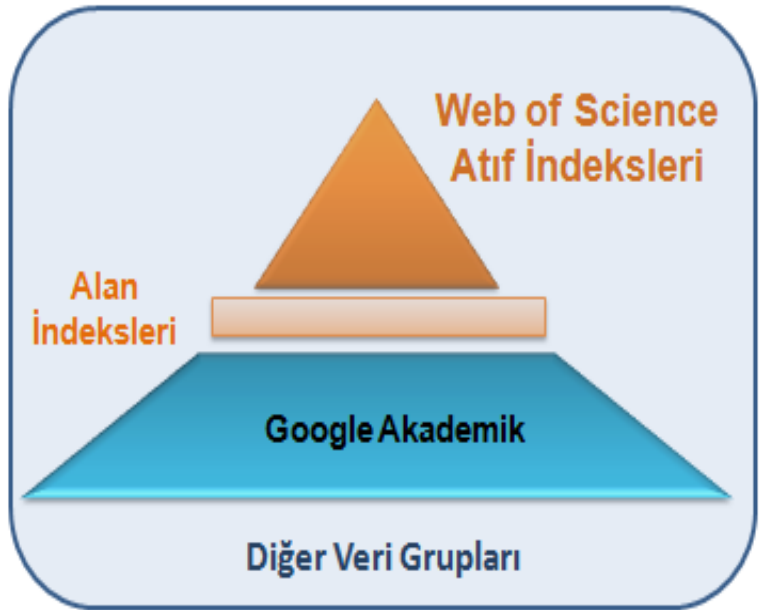 Web of Science
Atıf İndeksleri
Alan
İndeksleri
Google Akademik
Diğer Veri Grupları